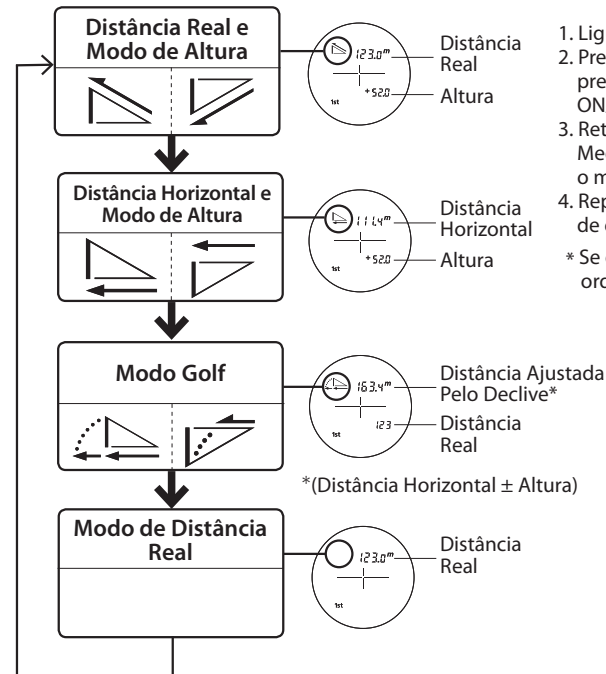 Distância Real e
Modo de Altura
123.0m
+52.0
1st
Distância
Real
Altura
Distância Horizontal e
Modo de Altura
111.4m
+52.0
1st
Distância
Horizontal
Altura
Modo Golf
163.4m
123
1st
Distância Ajustada
Pelo Declive*
Distância
Real
*(Distância Horizontal ± Altura)
Modo de Distância
Real
123.0m
1st
Distância
Real
1. Lig
2. Pre
pre
ON
3. Ret
Me
o m
4. Rep
de
* Se